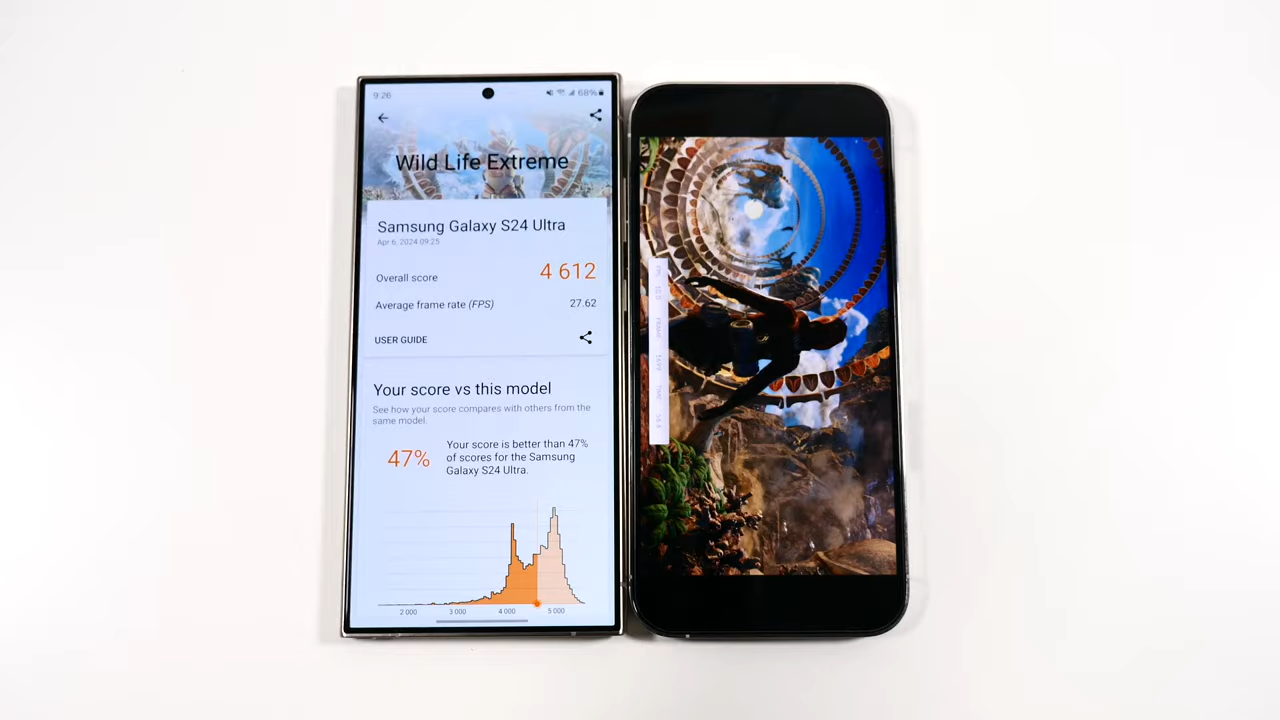 9:26
68%
Wild Life Extreme
Samsung Galaxy S24 Ultra
Apr 6, 2024 09:25
Overall score
4 612
Average frame rate (FPS)
27.62
USER GUIDE
Your score vs this model
See how your score compares with others from the
same model.
47%
Your score is better than 47%
of scores for the Samsung
Galaxy S24 Ultra.
2 000
3 000
4 000
5 000